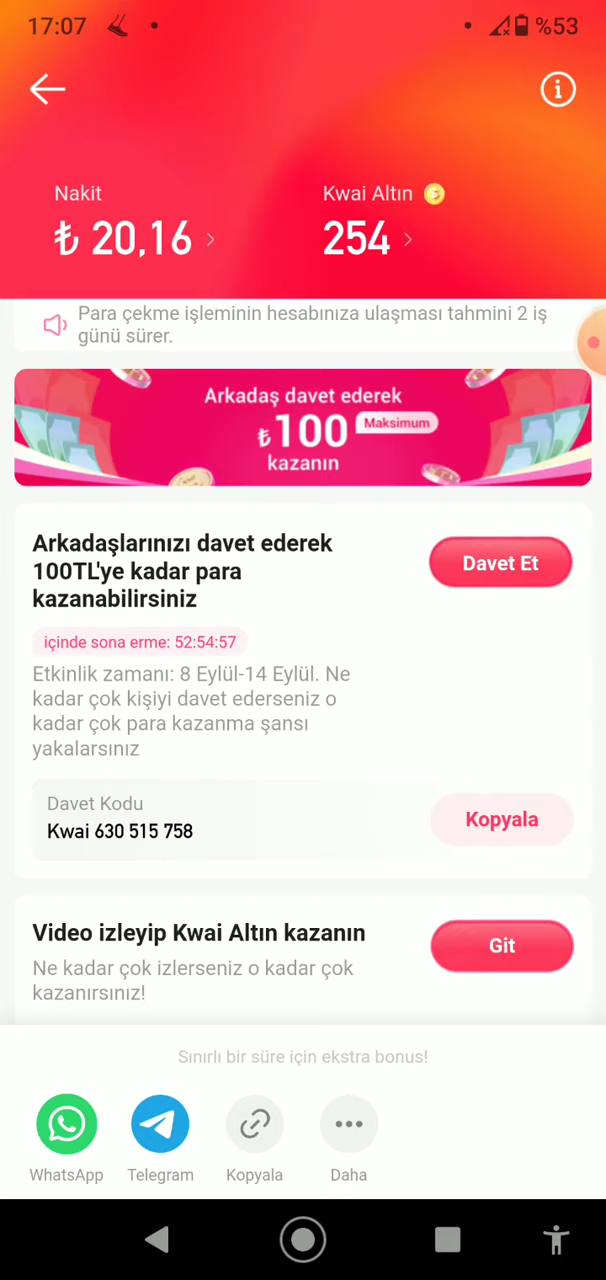 17:07
%53
Nakit
Kwai Altın
₺ 20,16
254
Para çekme işleminin hesabınıza ulaşması tahmini 2 iş
günü sürer.
Arkadaş davet ederek
₺100 Maksimum
kazanın
Arkadaşlarınızı davet ederek
100TL'ye kadar para
kazanabilirsiniz
Davet Et
içinde sona erme: 52:54:57
Etkinlik zamanı: 8 Eylül-14 Eylül. Ne
kadar çok kişiyi davet ederseniz o
kadar çok para kazanma şansı
yakalarsınız
Davet Kodu
Kwai 630 515 758
Kopyala
Video izleyip Kwai Altın kazanın
Git
Ne kadar çok izlerseniz o kadar çok
kazanırsınız!
Sınırlı bir süre için ekstra bonus!
WhatsApp
Telegram
Kopyala
Daha